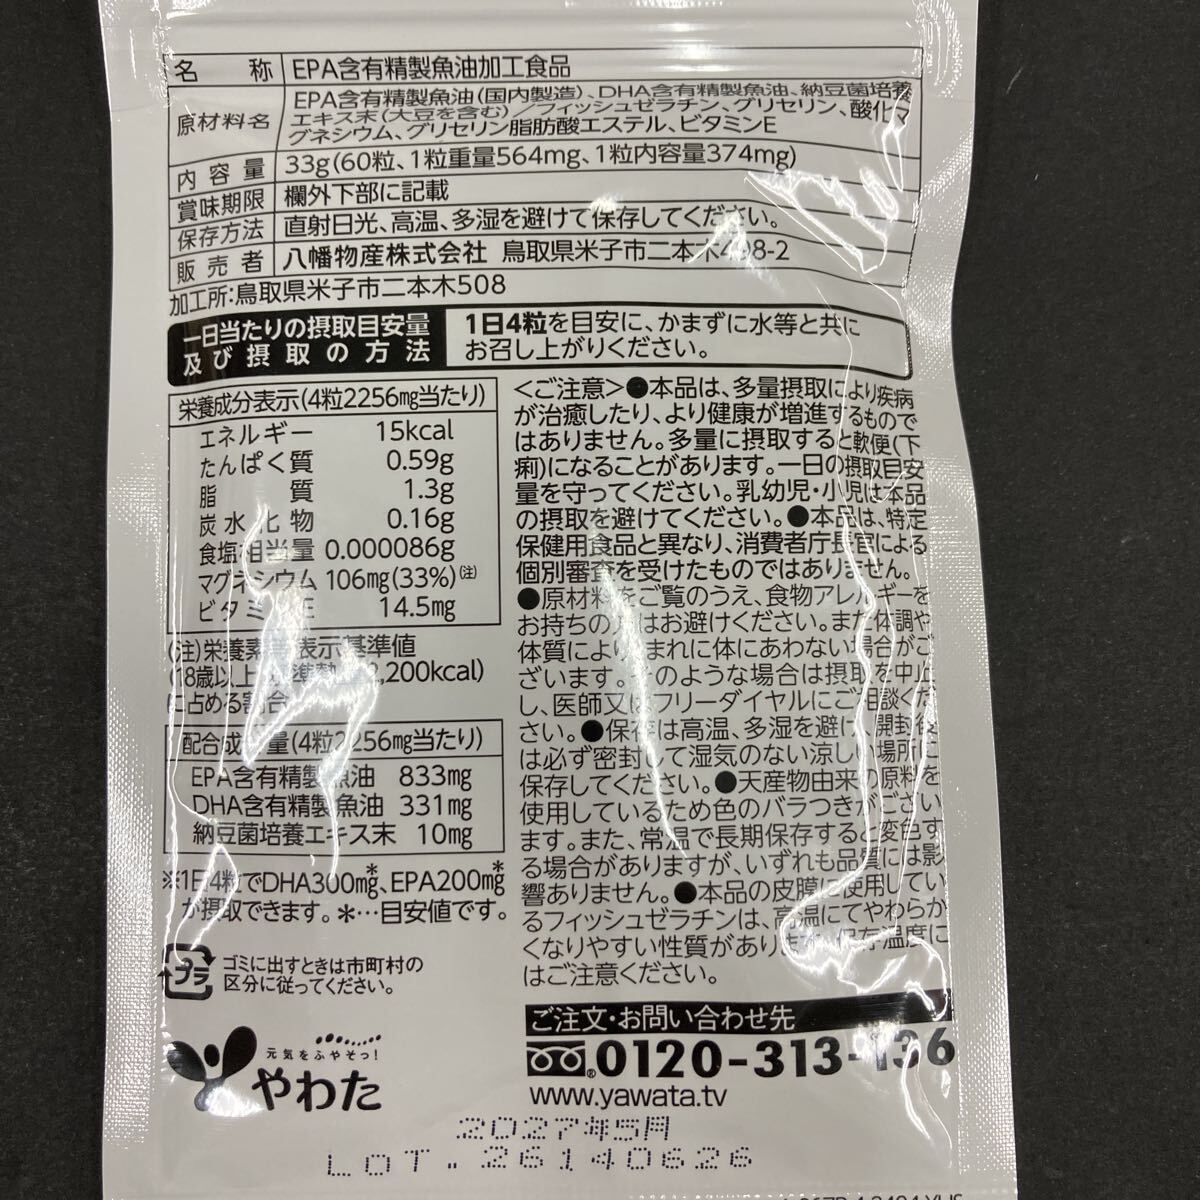 名称 EPA含有精製魚油加工食品
原材料名 EPA含有精製魚油(国内製造)、DHA含有精製魚油、納豆菌培養
エキス末(大豆を含む)/フィッシュゼラチン、グリセリン、酸化マ
グネシウム、グリセリン脂肪酸エステル、ビタミンE
内容量 33g(60粒、1粒重量564mg、1粒内容量374mg)
賞味期限 欄外下部に記載
保存方法 直射日光、高温、多湿を避けて保存してください。
販売者 八幡物産株式会社 鳥取県米子市二本木498-2
加工所:鳥取県米子市二本木508
一日当たりの摂取目安量
及び摂取の方法
1日4粒を目安に、かまずに水等と共に
お召し上がりください。
栄養成分表示(4粒2256mg当たり)
エネルギー 15kcal
たんぱく質 0.59g
脂質 1.3g
炭水化物 0.16g
食塩相当量 0.000086g
マグネシウム 106mg(33%)(注)
ビタミンE 14.5mg
(注)栄養素等表示基準値
(18歳以上、基準熱量2,200kcal)
に占める割合
配合成分量(4粒2256mg当たり)
EPA含有精製魚油 833mg
DHA含有精製魚油 331mg
納豆菌培養エキス末 10mg
※1日4粒でDHA300mg*、EPA200mg*
が摂取できます。*…目安値です。
プラ
ゴミに出すときは市町村の
区分に従ってください。
元気をふやそっ!
やわた
<ご注意>●本品は、多量摂取により疾病
が治癒したり、より健康が増進するもので
はありません。多量に摂取すると軟便(下
痢)になることがあります。一日の摂取目安
量を守ってください。乳幼児・小児は本品
の摂取を避けてください。●本品は、特定
保健用食品と異なり、消費者庁長官による
個別審査を受けたものではありません。
●原材料をご覧のうえ、食物アレルギーを
お持ちの方はお避けください。また体調や
体質によりまれに体にあわない場合がご
ざいます。そのような場合は摂取を中止
し、医師又はフリーダイヤルにご相談くだ
さい。●保存は高温、多湿を避け、開封後
は必ず密封して湿気のない涼しい場所に
保存してください。●天産物由来の原料を
使用しているため色のバラつきがござい
ます。また、常温で長期保存すると変色す
る場合がありますが、いずれも品質には影
響ありません。●本品の皮膜に使用してい
るフィッシュゼラチンは、高温にてやわらか
くなりやすい性質があります。保存温度に
はご注意ください。
ご注文・お問い合わせ先
®0120-313-136
www.yawata.tv
2027年5月
LOT. 26140626